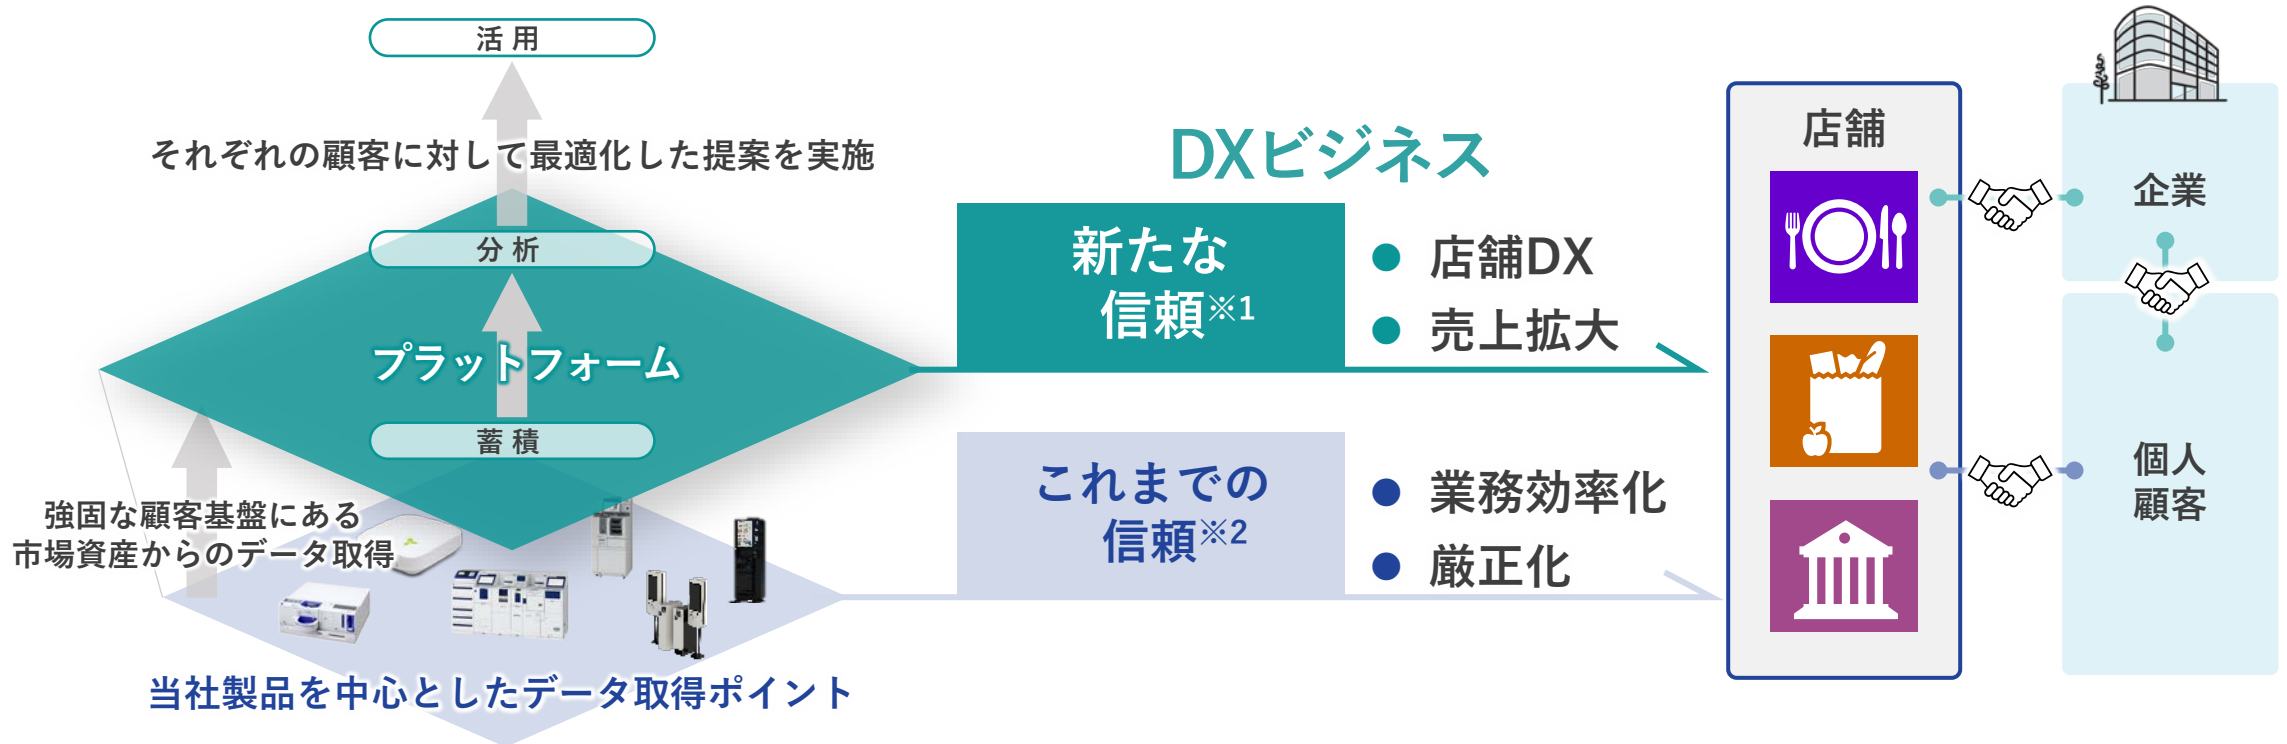 活用
それぞれの顧客に対して最適化した提案を実施
分析
プラットフォーム
蓄積
強固な顧客基盤にある
市場資産からのデータ取得
当社製品を中心としたデータ取得ポイント
DXビジネス
新たな
信頼※1
● 店舗DX
● 売上拡大
これまでの
信頼※2
● 業務効率化
● 厳正化
店舗
企業
個人
顧客